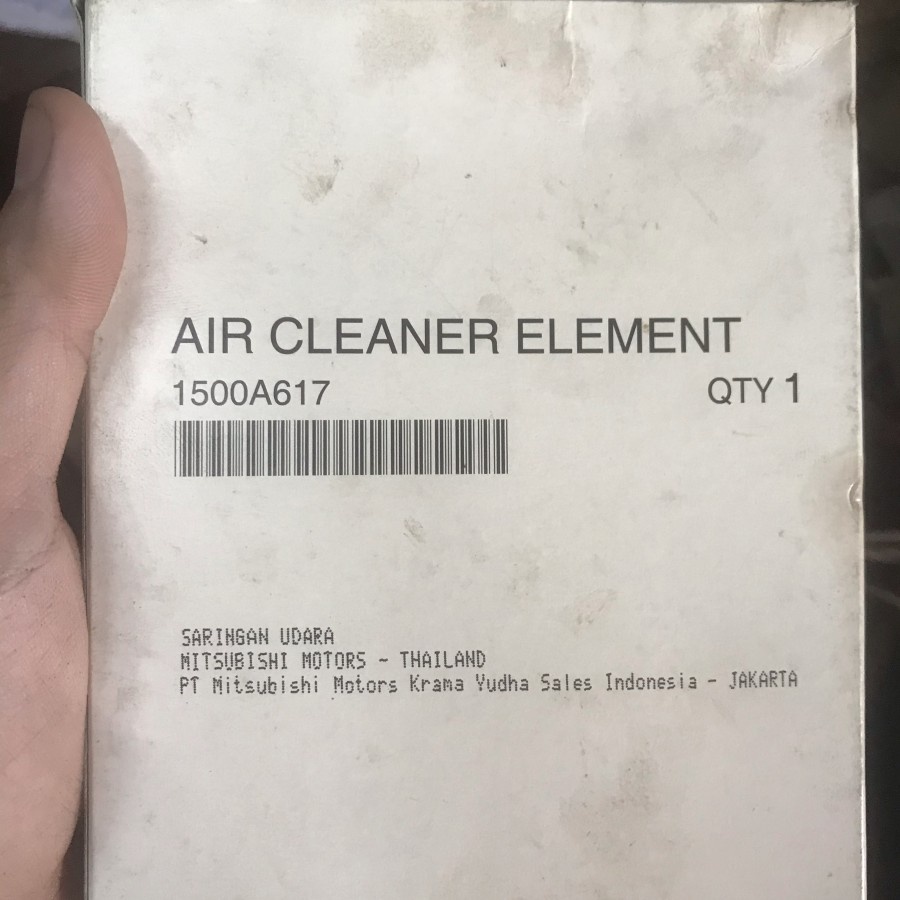 AIR CLEANER ELEMENT
1500A617 QTY 1
SARINGAN UDARA
MITSUBISHI MOTORS - THAILAND
PT Mitsubishi Motors Krama Yudha Sales Indonesia - JAKARTA